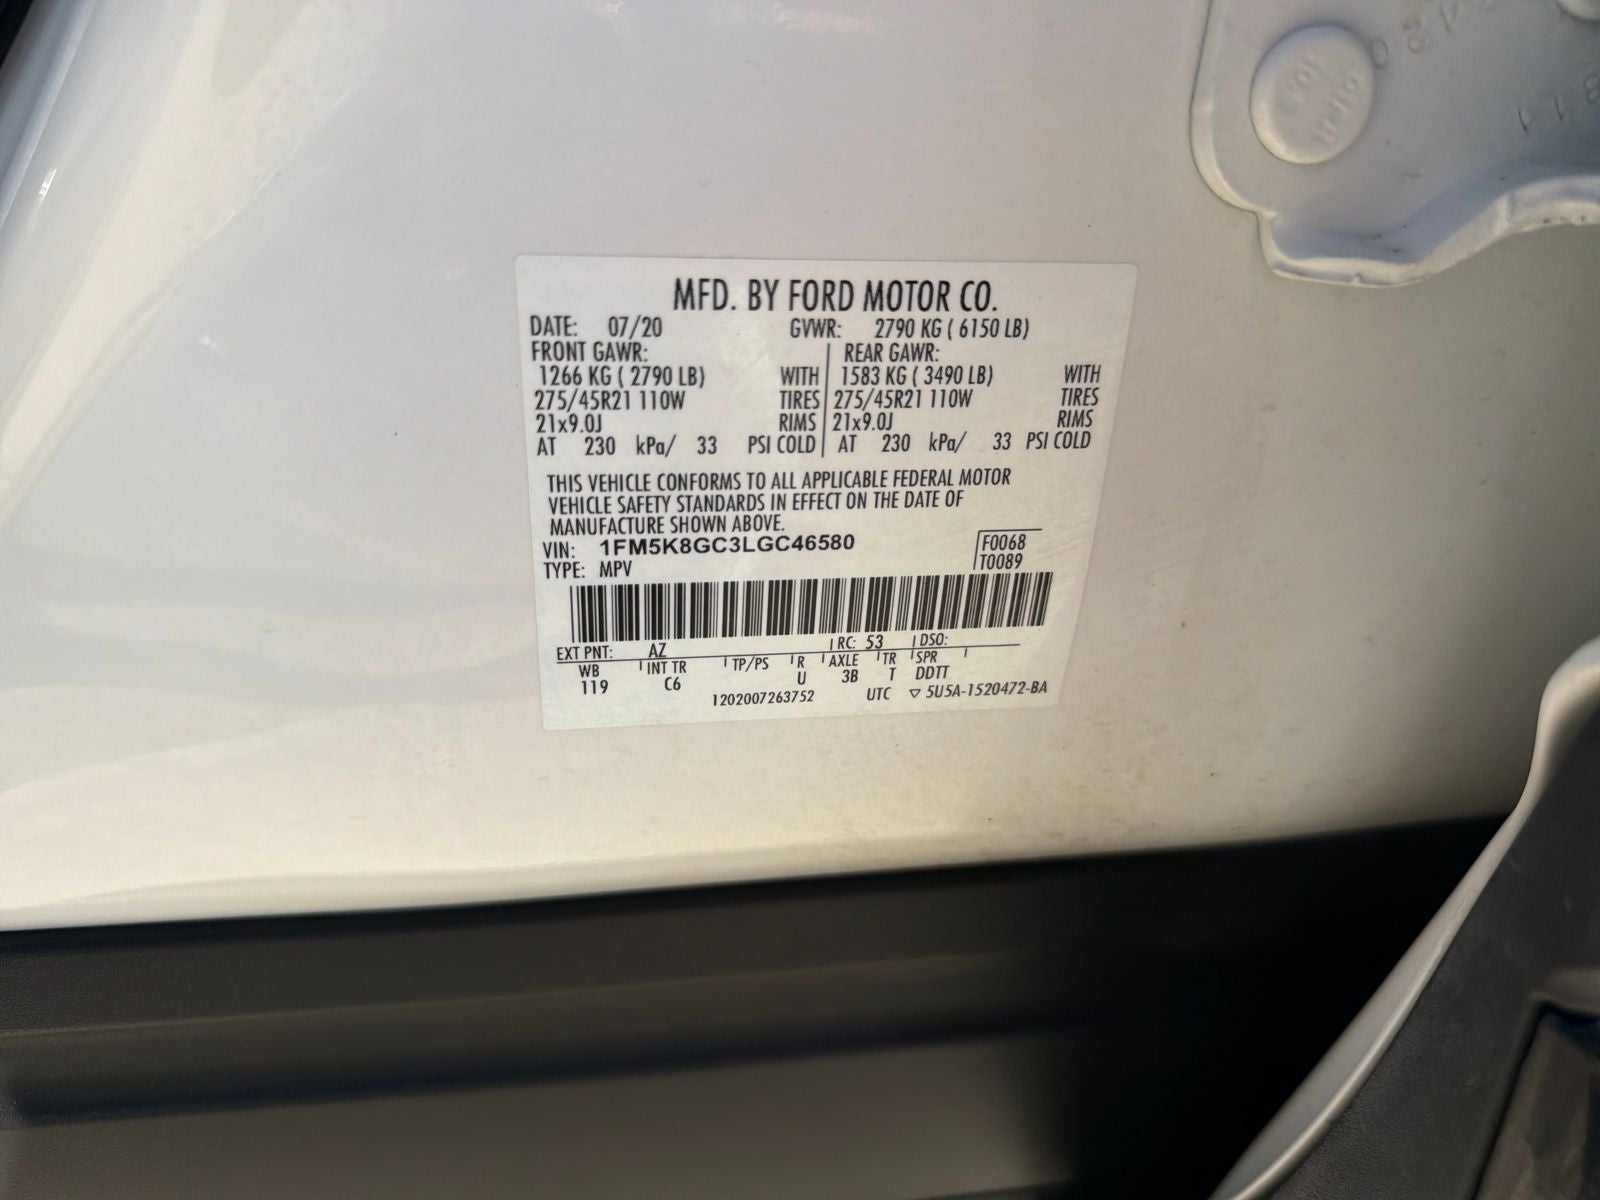 MFD. BY FORD MOTOR CO.
DATE: 07/20 GVWR: 2790 KG ( 6150 LB)
FRONT GAWR: REAR GAWR:
1266 KG ( 2790 LB) WITH 1583 KG ( 3490 LB) WITH
275/45R21 110W TIRES 275/45R21 110W TIRES
21x9.0J RIMS 21x9.0J RIMS
AT 230 kPa/ 33 PSI COLD AT 230 kPa/ 33 PSI COLD
THIS VEHICLE CONFORMS TO ALL APPLICABLE FEDERAL MOTOR
VEHICLE SAFETY STANDARDS IN EFFECT ON THE DATE OF
MANUFACTURE SHOWN ABOVE.
VIN: 1FM5K8GC3LGC46580 F0068
TYPE: MPV T0089
EXT PNT: AZ RC: 53 DSO:
WB INT TR TP/PS R AXLE TR SPR
119 C6 U 3B T DDTT
1202007263752 UTC ▽ 5U5A-1520472-BA